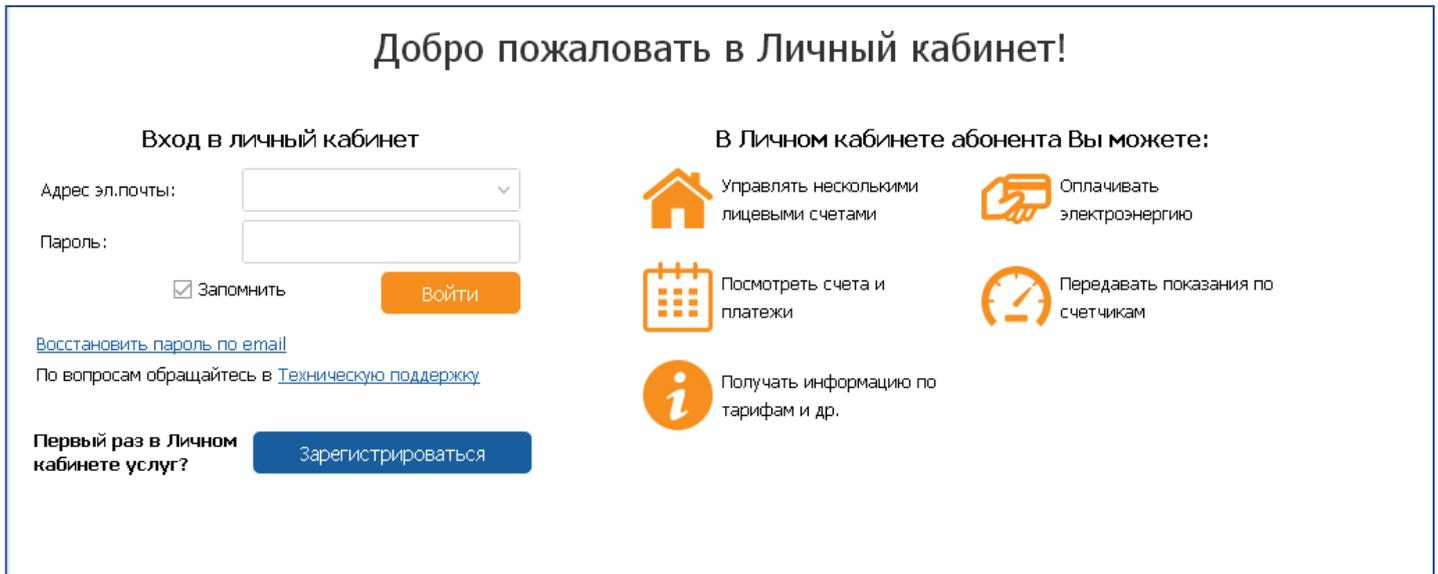 Добро пожаловать в Личный кабинет!
Вход в личный кабинет
Адрес эл.почты:
Пароль:
Запомнить
Войти
Восстановить пароль по email
По вопросам обращайтесь в Техническую поддержку
Первый раз в Личном
кабинете услуг?
Зарегистрироваться
В Личном кабинете абонента Вы можете:
Управлять несколькими
лицевыми счетами
Оплачивать
электроэнергию
Посмотреть счета и
платежи
Передавать показания по
счетчикам
Получать информацию по
тарифам и др.